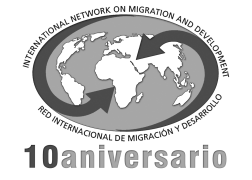 INTERNATIONAL NETWORK ON MIGRATION AND DEVELOPMENT
RED INTERNACIONAL DE MIGRACIÓN Y DESARROLLO
10aniversario